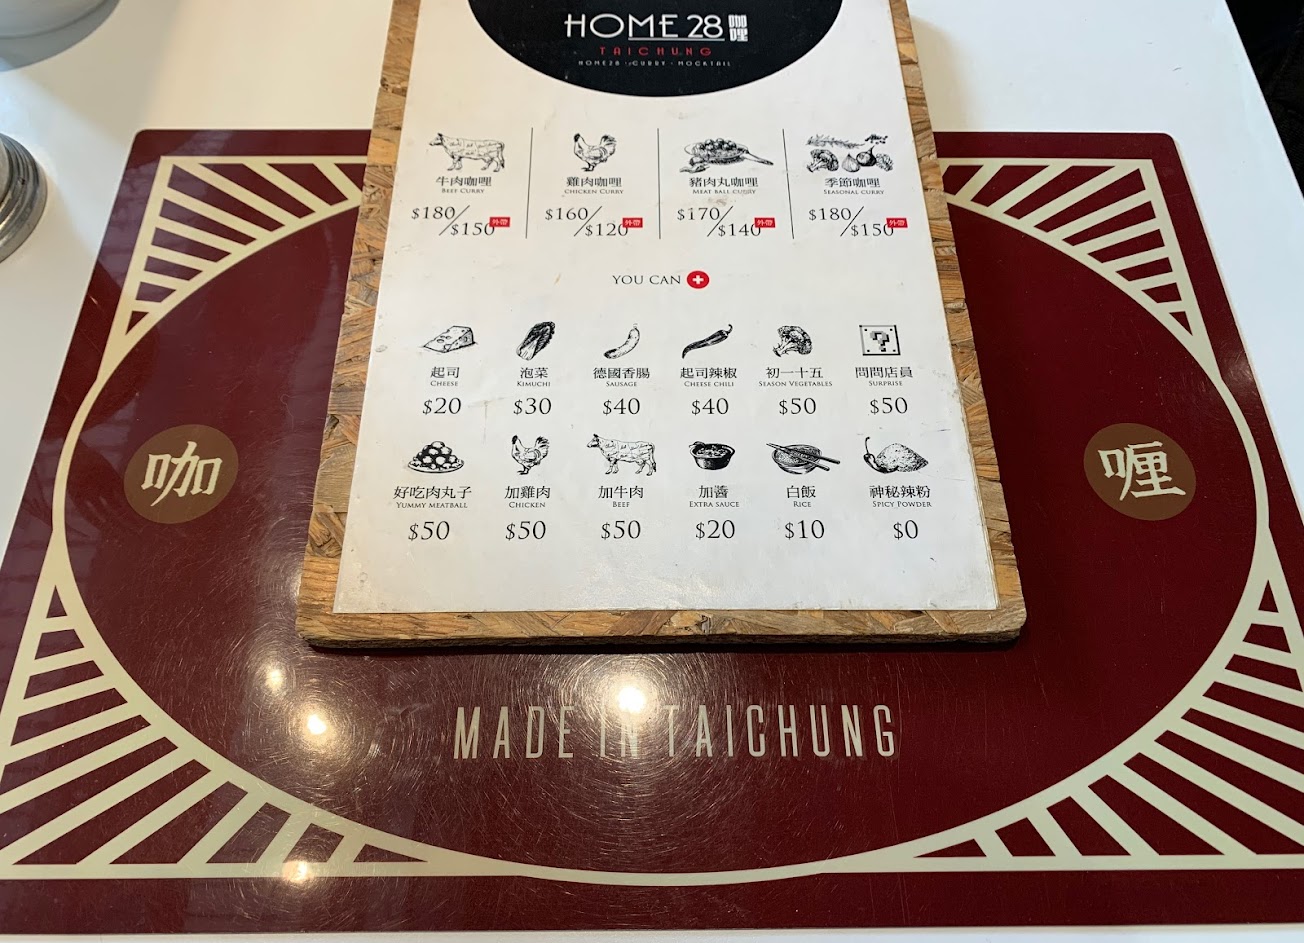 HOME 28 咖哩
TAICHUNG
HOME28 · CURRY · MOCKTAIL
牛肉咖哩 雞肉咖哩 豬肉丸咖哩 季節咖哩
BEEF CURRY CHICKEN CURRY MEAT BALL CURRY SEASONAL CURRY
$180/$150 外帶 $160/$120 外帶 $170/$140 外帶 $180/$150 外帶
YOU CAN +
?
起司 泡菜 德國香腸 起司辣椒 初一十五 問問店員
CHEESE KIMUCHI SAUSAGE CHEESE CHILI SEASON VEGETABLES SURPRISE
$20 $30 $40 $40 $50 $50
好吃肉丸子 加雞肉 加牛肉 加醬 白飯 神秘辣粉
YUMMY MEATBALL CHICKEN BEEF EXTRA SAUCE RICE SPICY POWDER
$50 $50 $50 $20 $10 $0
咖 喱
MADE IN TAICHUNG